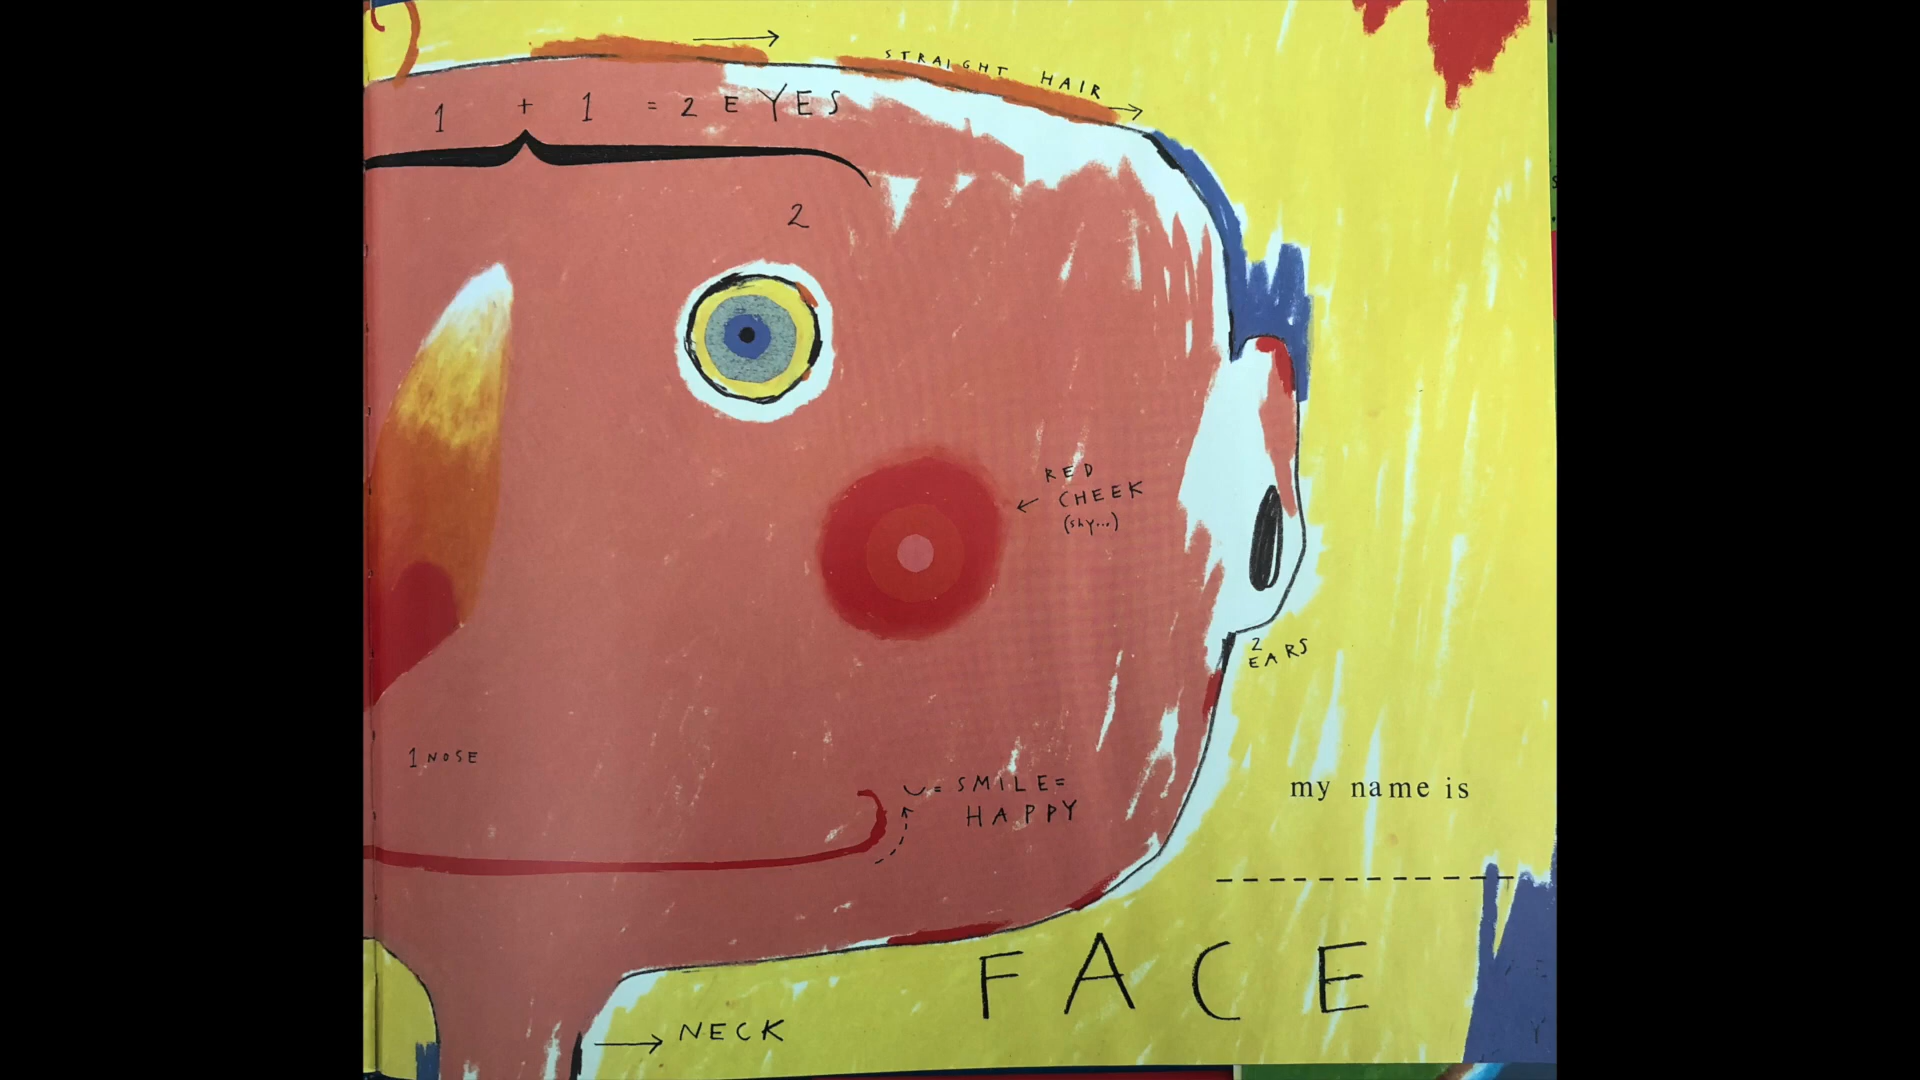 STRAIGHT HAIR
1 + 1 = 2 EYES
2
RED
CHEEK
(shy...)
2
EARS
1 NOSE
= SMILE =
HAPPY
my name is
FACE
NECK